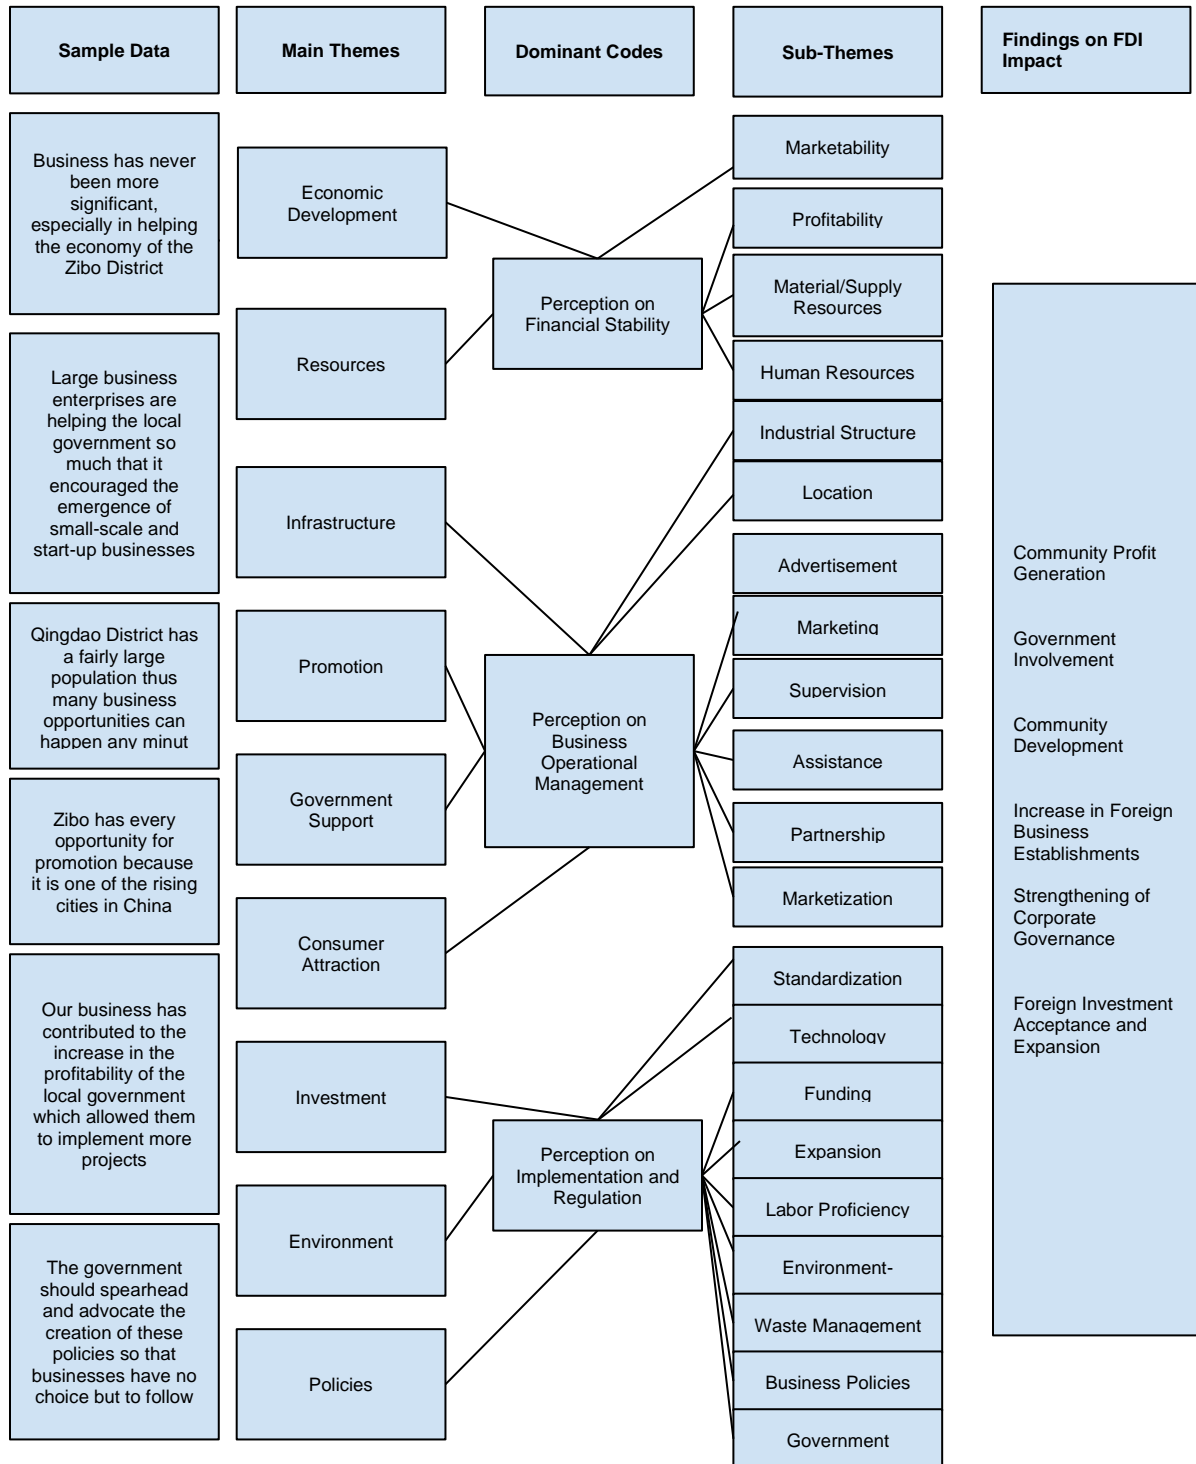 Sample Data
Main Themes
Dominant Codes
Sub-Themes
Findings on FDI
Impact
Business has never
been more
significant,
especially in helping
the economy of the
Zibo District
Large business
enterprises are
helping the local
government so
much that it
encouraged the
emergence of
small-scale and
start-up businesses
Qingdao District has
a fairly large
population thus
many business
opportunities can
happen any minut
Zibo has every
opportunity for
promotion because
it is one of the rising
cities in China
Our business has
contributed to the
increase in the
profitability of the
local government
which allowed them
to implement more
projects
The government
should spearhead
and advocate the
creation of these
policies so that
businesses have no
choice but to follow
Economic
Development
Resources
Infrastructure
Promotion
Government
Support
Consumer
Attraction
Investment
Environment
Policies
Perception on
Financial Stability
Perception on
Business
Operational
Management
Perception on
Implementation and
Regulation
Marketability
Profitability
Material/Supply
Resources
Human Resources
Industrial Structure
Location
Advertisement
Marketing
Supervision
Assistance
Partnership
Marketization
Standardization
Technology
Funding
Expansion
Labor Proficiency
Environment-
Waste Management
Business Policies
Government
Community Profit
Generation
Government
Involvement
Community
Development
Increase in Foreign
Business
Establishments
Strengthening of
Corporate
Governance
Foreign Investment
Acceptance and
Expansion